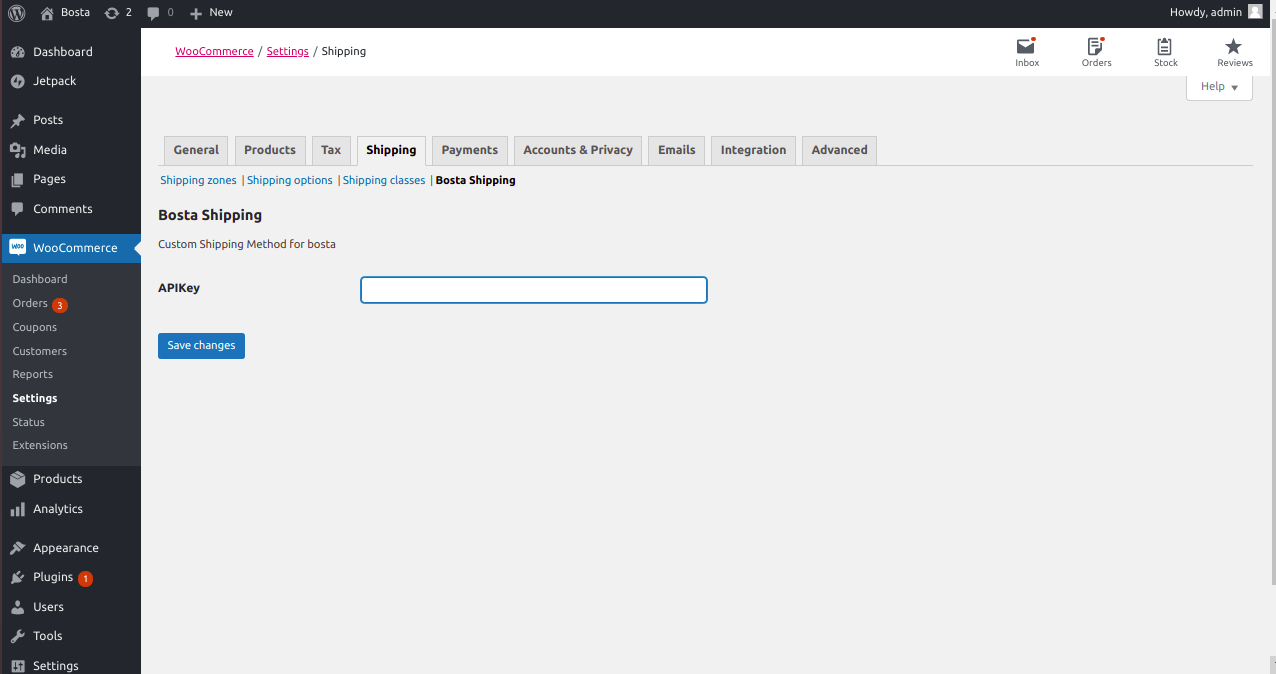 Bosta 2 0 New Howdy, admin
WooCommerce / Settings / Shipping
Inbox Orders Stock Reviews
Help
Dashboard
Jetpack
Posts
Media
Pages
Comments
WooCommerce
Dashboard
Orders 3
Coupons
Customers
Reports
Settings
Status
Extensions
Products
Analytics
Appearance
Plugins 1
Users
Tools
Settings
General Products Tax Shipping Payments Accounts & Privacy Emails Integration Advanced
Shipping zones | Shipping options | Shipping classes | Bosta Shipping
Bosta Shipping
Custom Shipping Method for bosta
APIKey
Save changes